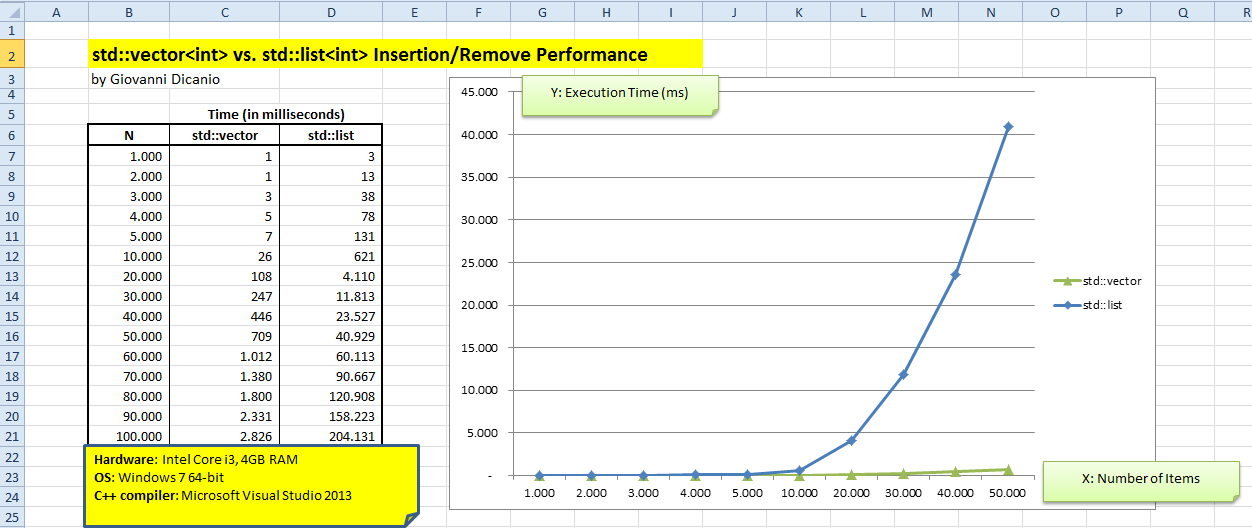 A B C D E F G H I J K L M N O P Q R
1
2 std::vector<int> vs. std::list<int> Insertion/Remove Performance
3 by Giovanni Dicanio
4
5 Time (in milliseconds)
6 N std::vector std::list
7 1.000 1 3
8 2.000 1 13
9 3.000 3 38
10 4.000 5 78
11 5.000 7 131
12 10.000 26 621
13 20.000 108 4.110
14 30.000 247 11.813
15 40.000 446 23.527
16 50.000 709 40.929
17 60.000 1.012 60.113
18 70.000 1.380 90.667
19 80.000 1.800 120.908
20 90.000 2.331 158.223
21 100.000 2.826 204.131
22 Hardware: Intel Core i3, 4GB RAM
23 OS: Windows 7 64-bit
24 C++ compiler: Microsoft Visual Studio 2013
25
Y: Execution Time (ms)
45.000
40.000
35.000
30.000
25.000
20.000
15.000
10.000
5.000
-
1.000 2.000 3.000 4.000 5.000 10.000 20.000 30.000 40.000 50.000
std::vector
std::list
X: Number of Items